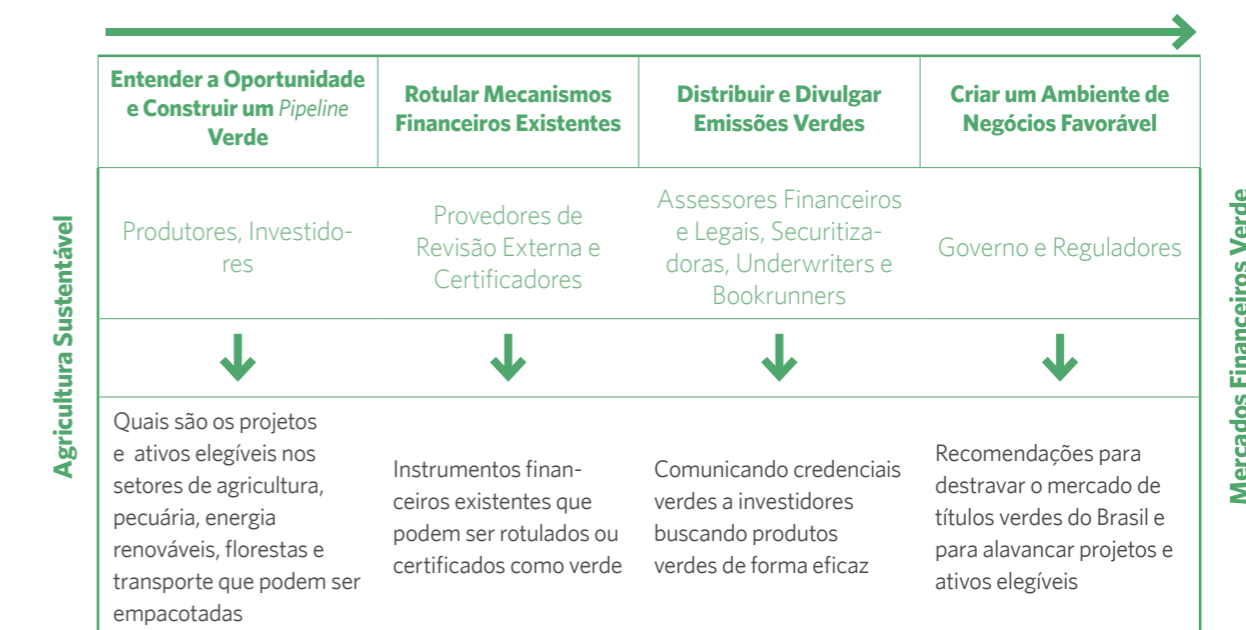 Entender a Oportunidade
e Construir um Pipeline
Verde
Rotular Mecanismos
Financeiros Existentes
Distribuir e Divulgar
Emissões Verdes
Criar um Ambiente de
Negócios Favorável
Agricultura Sustentável
Produtores, Investido-
res
Provedores de
Revisão Externa e
Certificadores
Assessores Financeiros
e Legais, Securitiza-
doras, Underwriters e
Bookrunners
Governo e Reguladores
Quais são os projetos
e ativos elegíveis nos
setores de agricultura,
pecuária, energia
renováveis, florestas e
transporte que podem ser
empacotadas
Instrumentos finan-
ceiros existentes que
podem ser rotulados ou
certificados como verde
Comunicando credenciais
verdes a investidores
buscando produtos
verdes de forma eficaz
Recomendações para
destravar o mercado de
títulos verdes do Brasil e
para alavancar projetos e
ativos elegíveis
Mercados Financeiros Verde